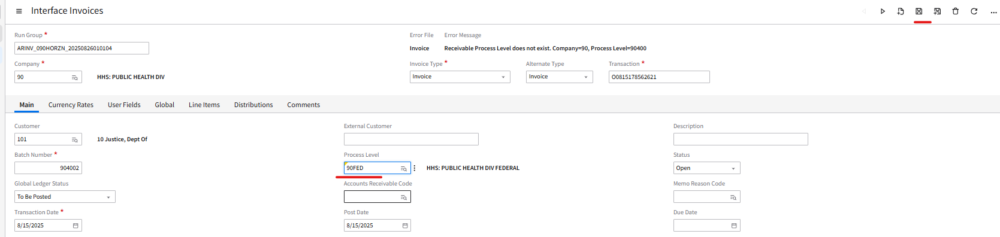 Interface Invoices
Run Group *
Error File Error Message
ARINV_090HORZN_20250826010104
Invoice Receivable Process Level does not exist. Company=90, Process Level=90400
Company *
Invoice Type * Alternate Type Transaction *
90 HHS: PUBLIC HEALTH DIV
Invoice Invoice O0815178562621
Main Currency Rates User Fields Global Line Items Distributions Comments
Customer External Customer Description
101 10 Justice, Dept Of
Batch Number * Process Level Status
904002 90FED HHS: PUBLIC HEALTH DIV FEDERAL Open
Global Ledger Status Accounts Receivable Code Memo Reason Code
To Be Posted
Transaction Date * Post Date Due Date
8/15/2025 8/15/2025